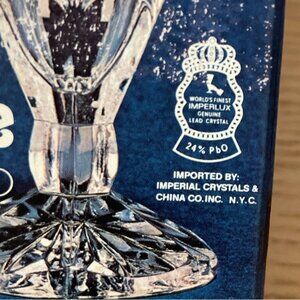 e
WORLD'S FINEST
IMPERLUX
GENUINE
LEAD CRYSTAL
24% PbO
IMPORTED BY:
IMPERIAL CRYSTALS &
CHINA CO. INC. N.Y.C.